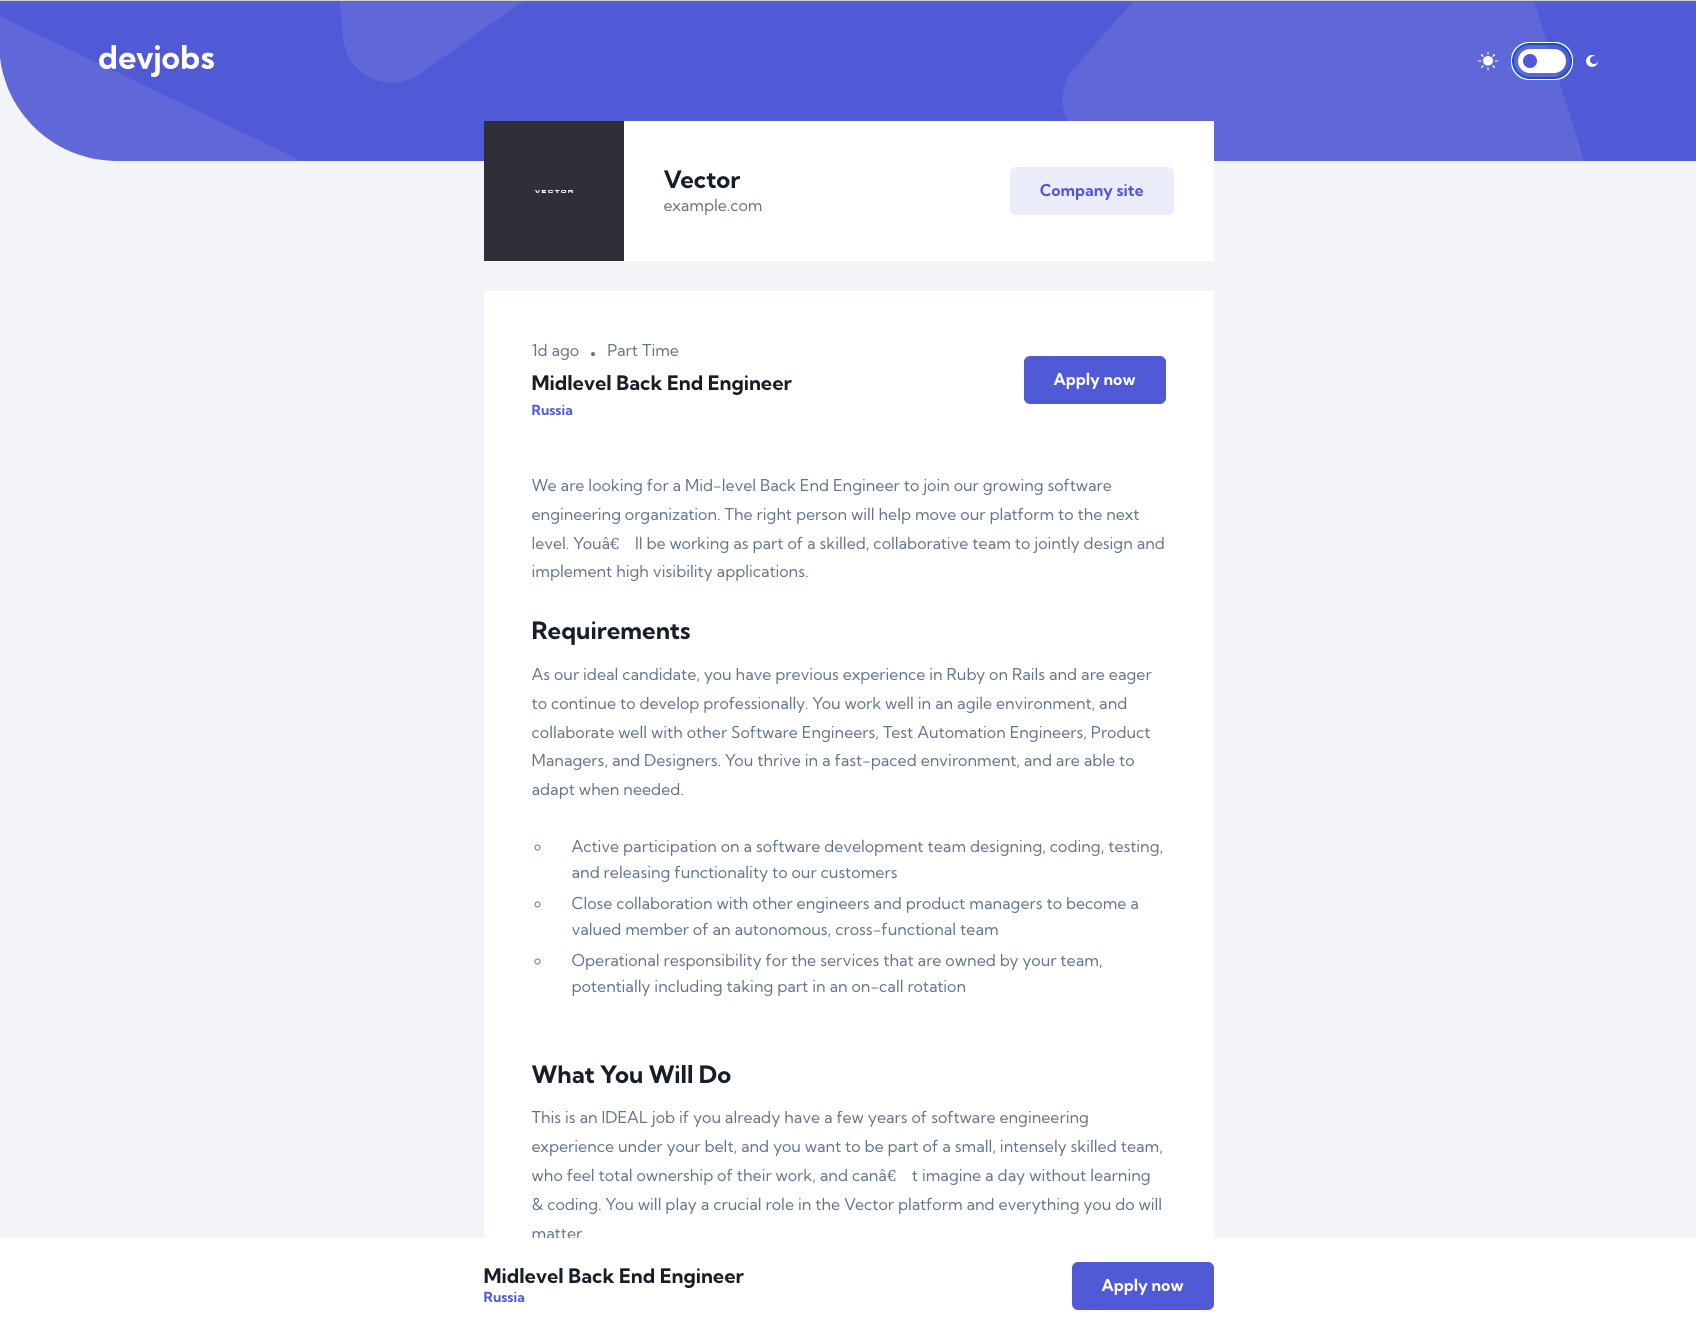 devjobs
VECTOR
Vector
example.com
Company site
1d ago • Part Time
Midlevel Back End Engineer
Russia
Apply now
We are looking for a Mid-level Back End Engineer to join our growing software
engineering organization. The right person will help move our platform to the next
level. Youâ€ ll be working as part of a skilled, collaborative team to jointly design and
implement high visibility applications.
Requirements
As our ideal candidate, you have previous experience in Ruby on Rails and are eager
to continue to develop professionally. You work well in an agile environment, and
collaborate well with other Software Engineers, Test Automation Engineers, Product
Managers, and Designers. You thrive in a fast-paced environment, and are able to
adapt when needed.
Active participation on a software development team designing, coding, testing,
and releasing functionality to our customers
Close collaboration with other engineers and product managers to become a
valued member of an autonomous, cross-functional team
Operational responsibility for the services that are owned by your team,
potentially including taking part in an on-call rotation
What You Will Do
This is an IDEAL job if you already have a few years of software engineering
experience under your belt, and you want to be part of a small, intensely skilled team,
who feel total ownership of their work, and canâ€ t imagine a day without learning
& coding. You will play a crucial role in the Vector platform and everything you do will
matter.
Midlevel Back End Engineer
Russia
Apply now